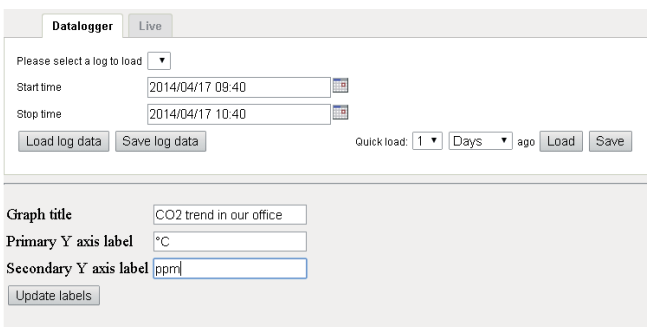 Datalogger Live
Please select a log to load
Start time 2014/04/17 09:40
Stop time 2014/04/17 10:40
Load log data Save log data Quick load: 1 Days ago Load Save
Graph title CO2 trend in our office
Primary Y axis label °C
Secondary Y axis label ppm
Update labels